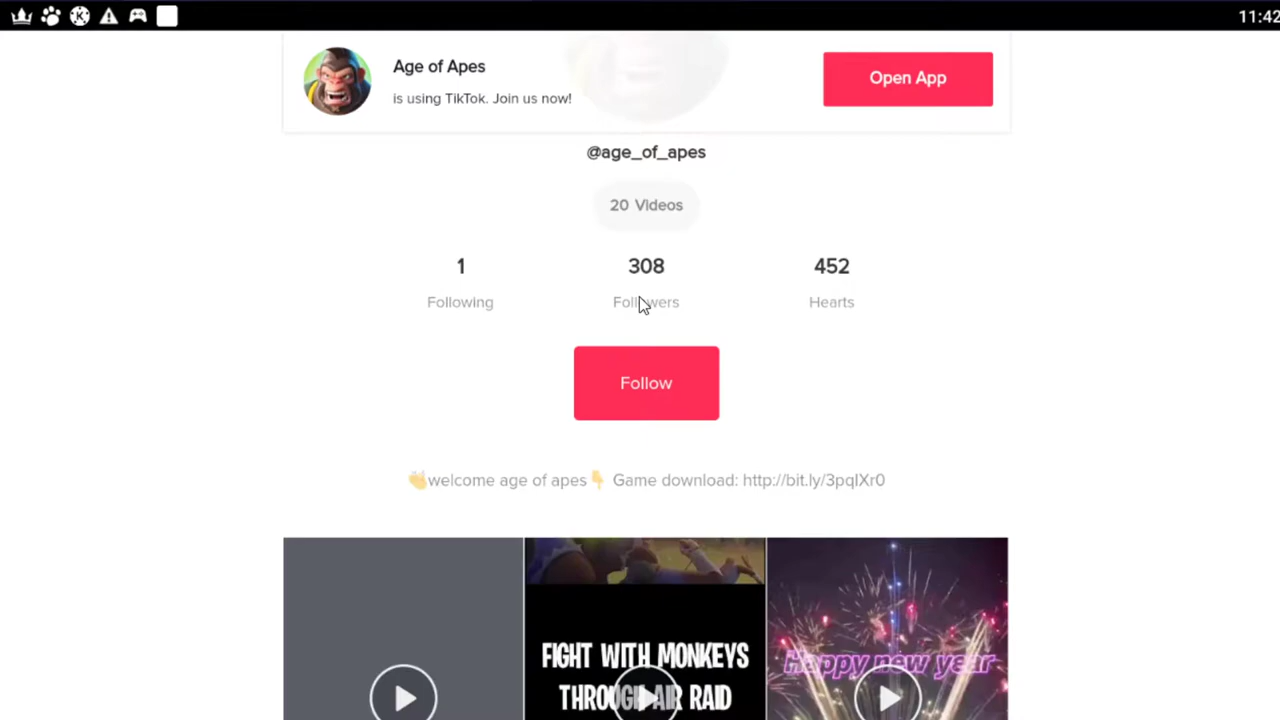 11:42
Age of Apes
is using TikTok. Join us now!
Open App
@age_of_apes
20 Videos
1
308
452
Following
Followers
Hearts
Follow
👏welcome age of apes👇 Game download: http://bit.ly/3pqIXr0
FIGHT WITH MONKEYS
THROUGH AIR RAID
Happy new year